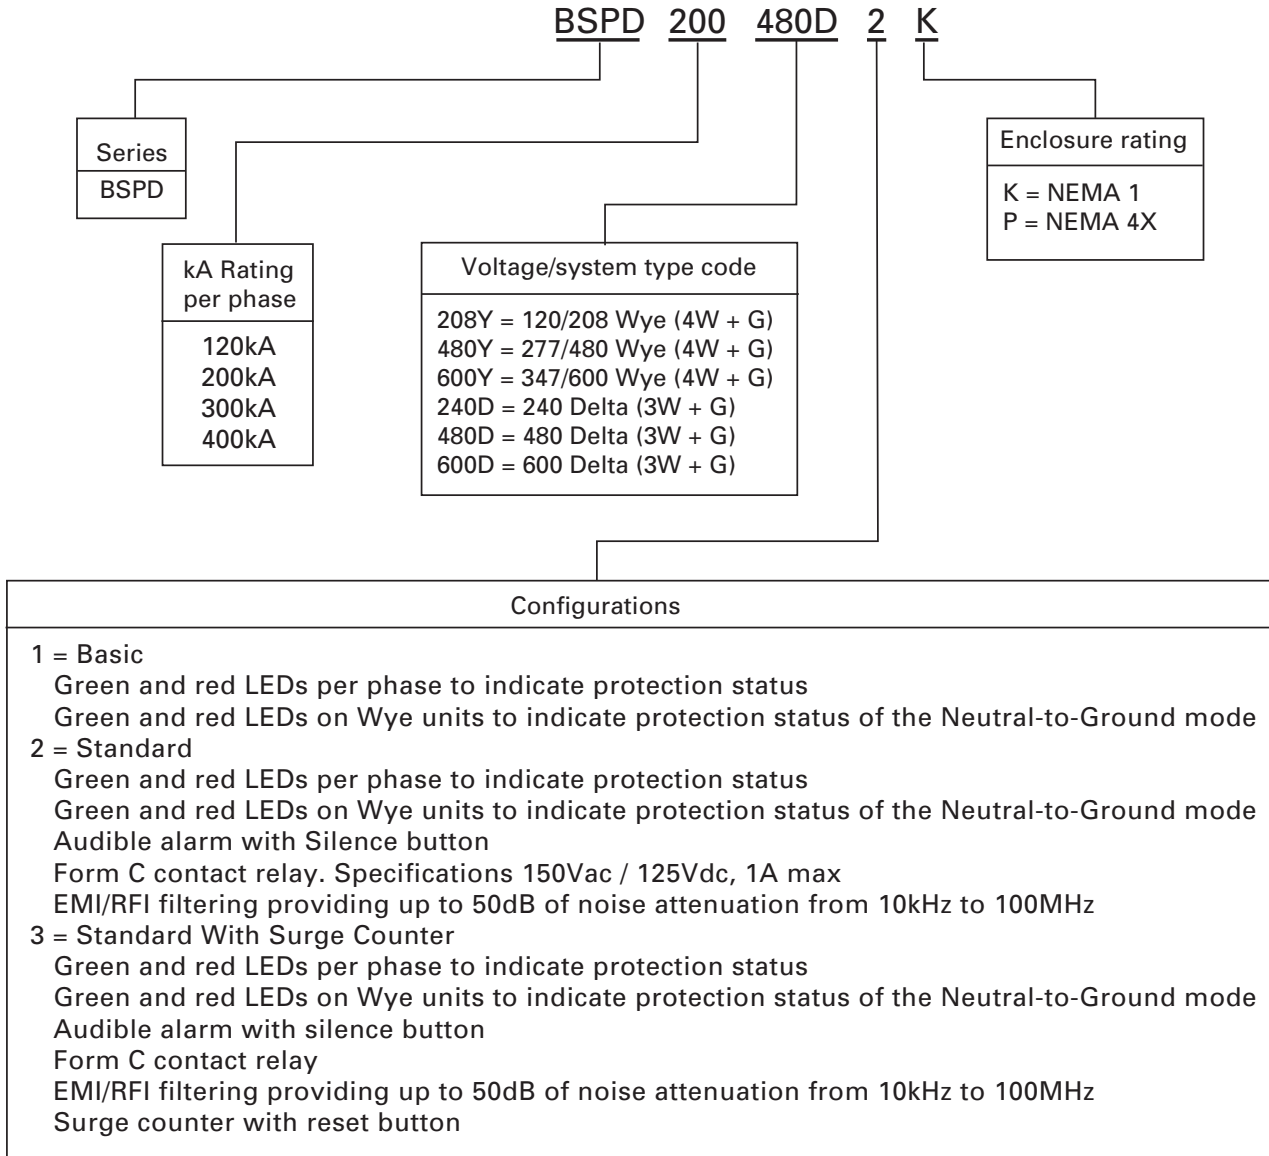 BSPD 200 480D 2 K
Series
BSPD
kA Rating
per phase
120kA
200kA
300kA
400kA
Voltage/system type code
208Y = 120/208 Wye (4W + G)
480Y = 277/480 Wye (4W + G)
600Y = 347/600 Wye (4W + G)
240D = 240 Delta (3W + G)
480D = 480 Delta (3W + G)
600D = 600 Delta (3W + G)
Enclosure rating
K = NEMA 1
P = NEMA 4X
Configurations
1 = Basic
Green and red LEDs per phase to indicate protection status
Green and red LEDs on Wye units to indicate protection status of the Neutral-to-Ground mode
2 = Standard
Green and red LEDs per phase to indicate protection status
Green and red LEDs on Wye units to indicate protection status of the Neutral-to-Ground mode
Audible alarm with Silence button
Form C contact relay. Specifications 150Vac / 125Vdc, 1A max
EMI/RFI filtering providing up to 50dB of noise attenuation from 10kHz to 100MHz
3 = Standard With Surge Counter
Green and red LEDs per phase to indicate protection status
Green and red LEDs on Wye units to indicate protection status of the Neutral-to-Ground mode
Audible alarm with silence button
Form C contact relay
EMI/RFI filtering providing up to 50dB of noise attenuation from 10kHz to 100MHz
Surge counter with reset button